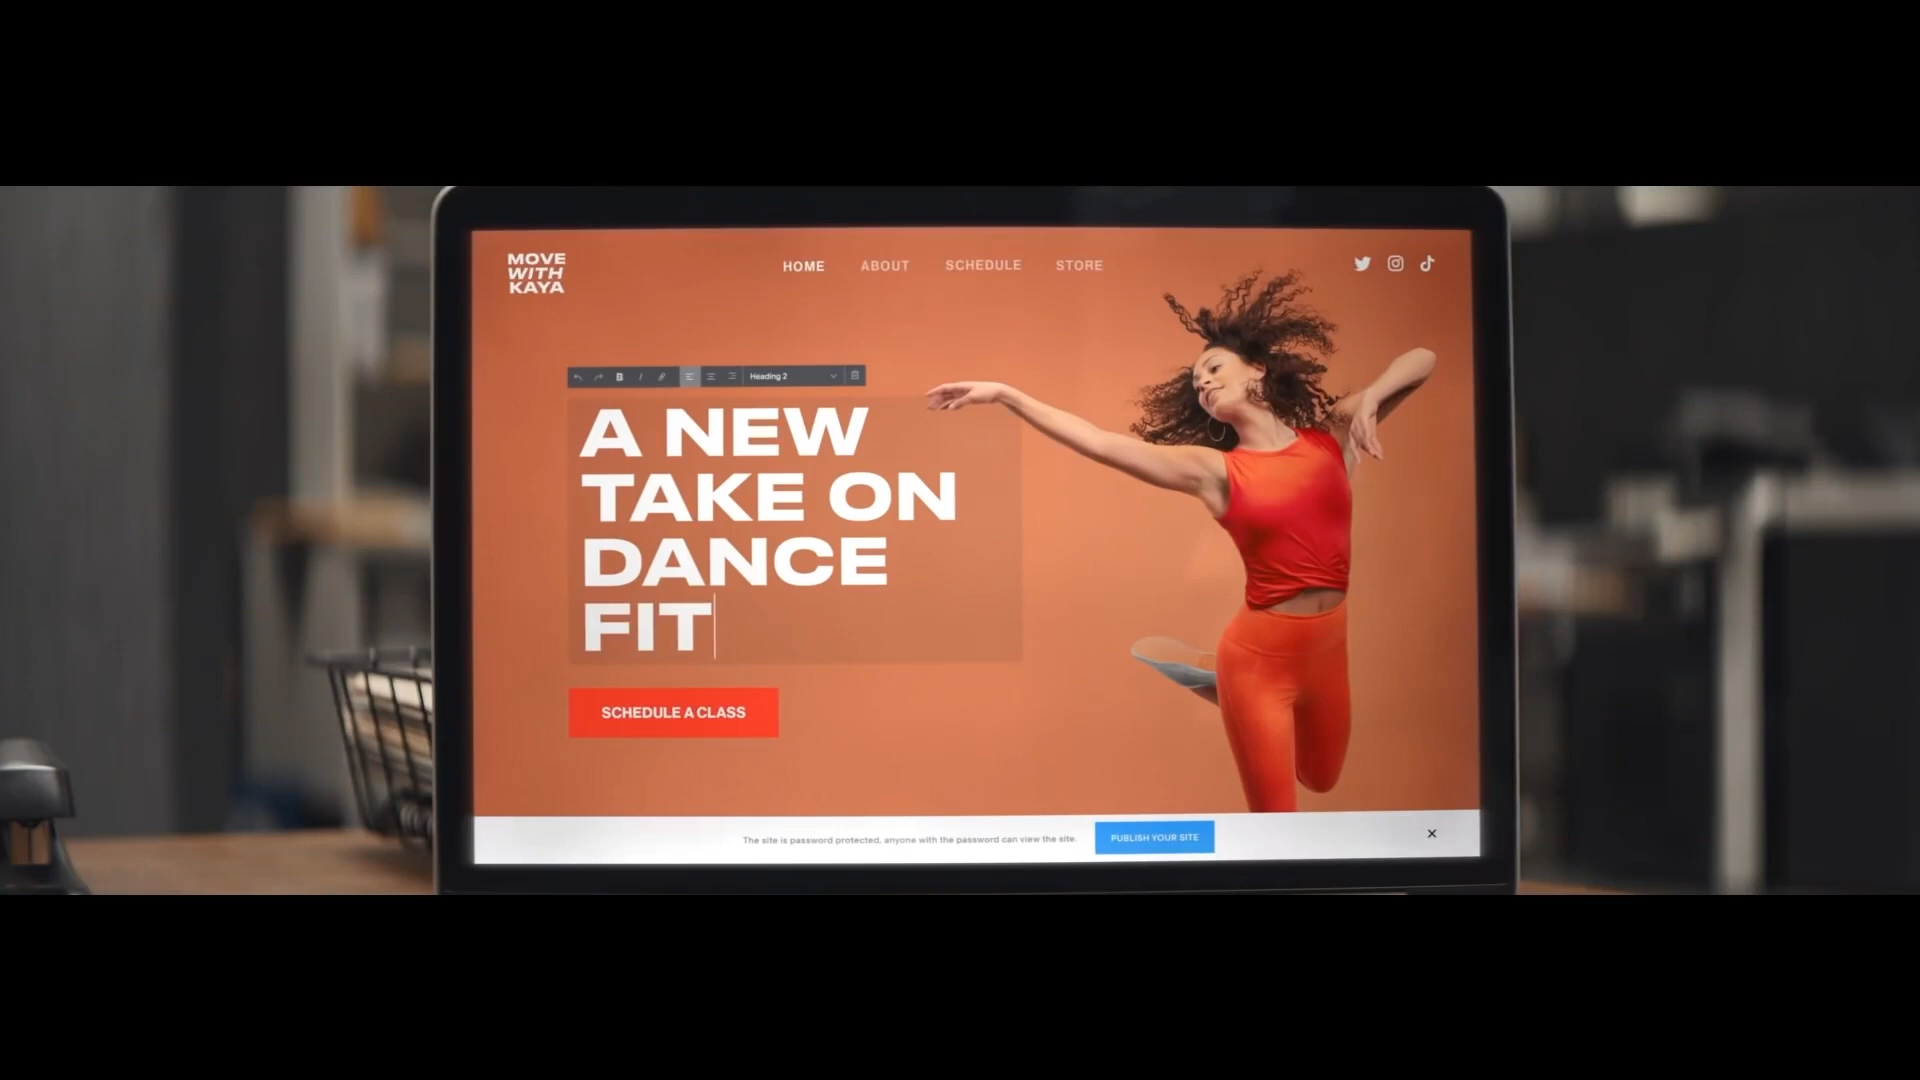 MOVE
WITH
KAYA
HOME ABOUT SCHEDULE STORE
B I Heading 2
A NEW
TAKE ON
DANCE
FIT
SCHEDULE A CLASS
The site is password protected, anyone with the password can view the site.
PUBLISH YOUR SITE